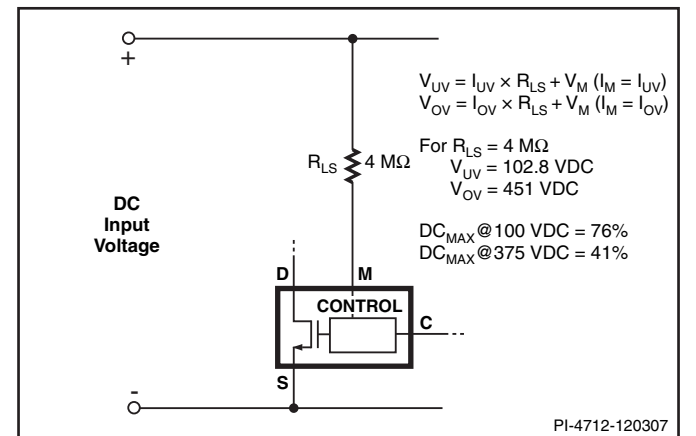 +
V_UV = I_UV × R_LS + V_M (I_M = I_UV)
V_OV = I_OV × R_LS + V_M (I_M = I_OV)
For R_LS = 4 MΩ
V_UV = 102.8 VDC
V_OV = 451 VDC
DC_MAX@100 VDC = 76%
DC_MAX@375 VDC = 41%
R_LS
4 MΩ
DC
Input
Voltage
D
M
CONTROL
C
S
-
PI-4712-120307